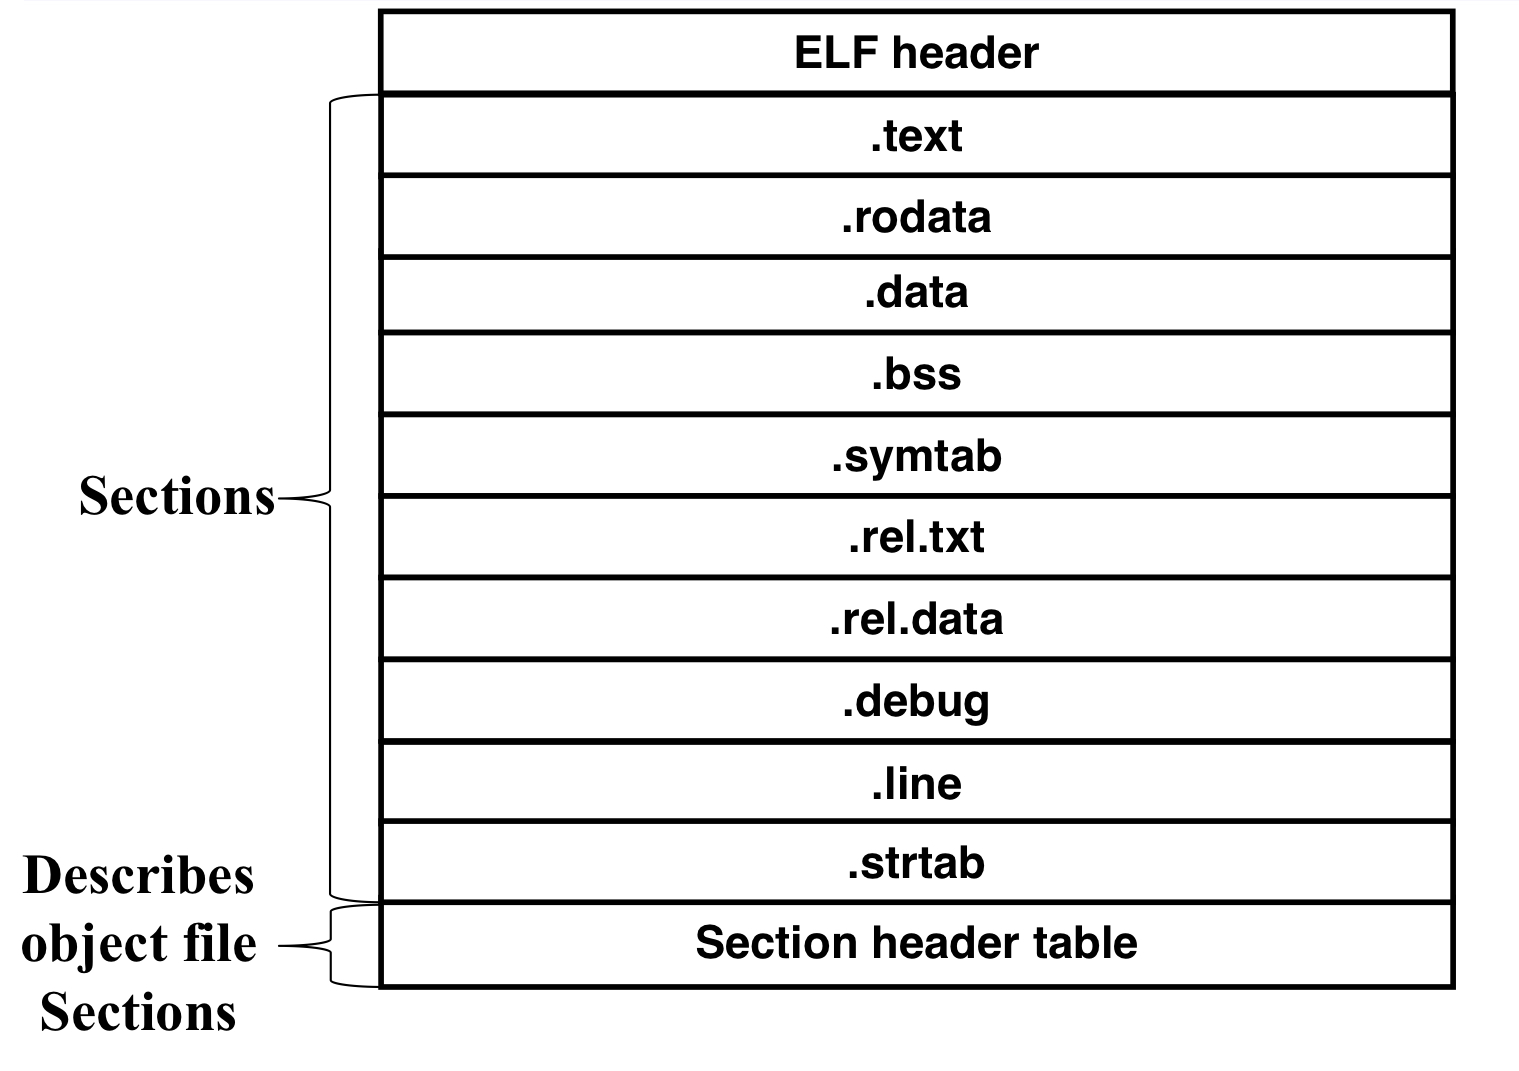 ELF header
.text
.rodata
.data
.bss
.symtab
.rel.txt
.rel.data
.debug
.line
.strtab
Section header table
Sections
Describes
object file
Sections